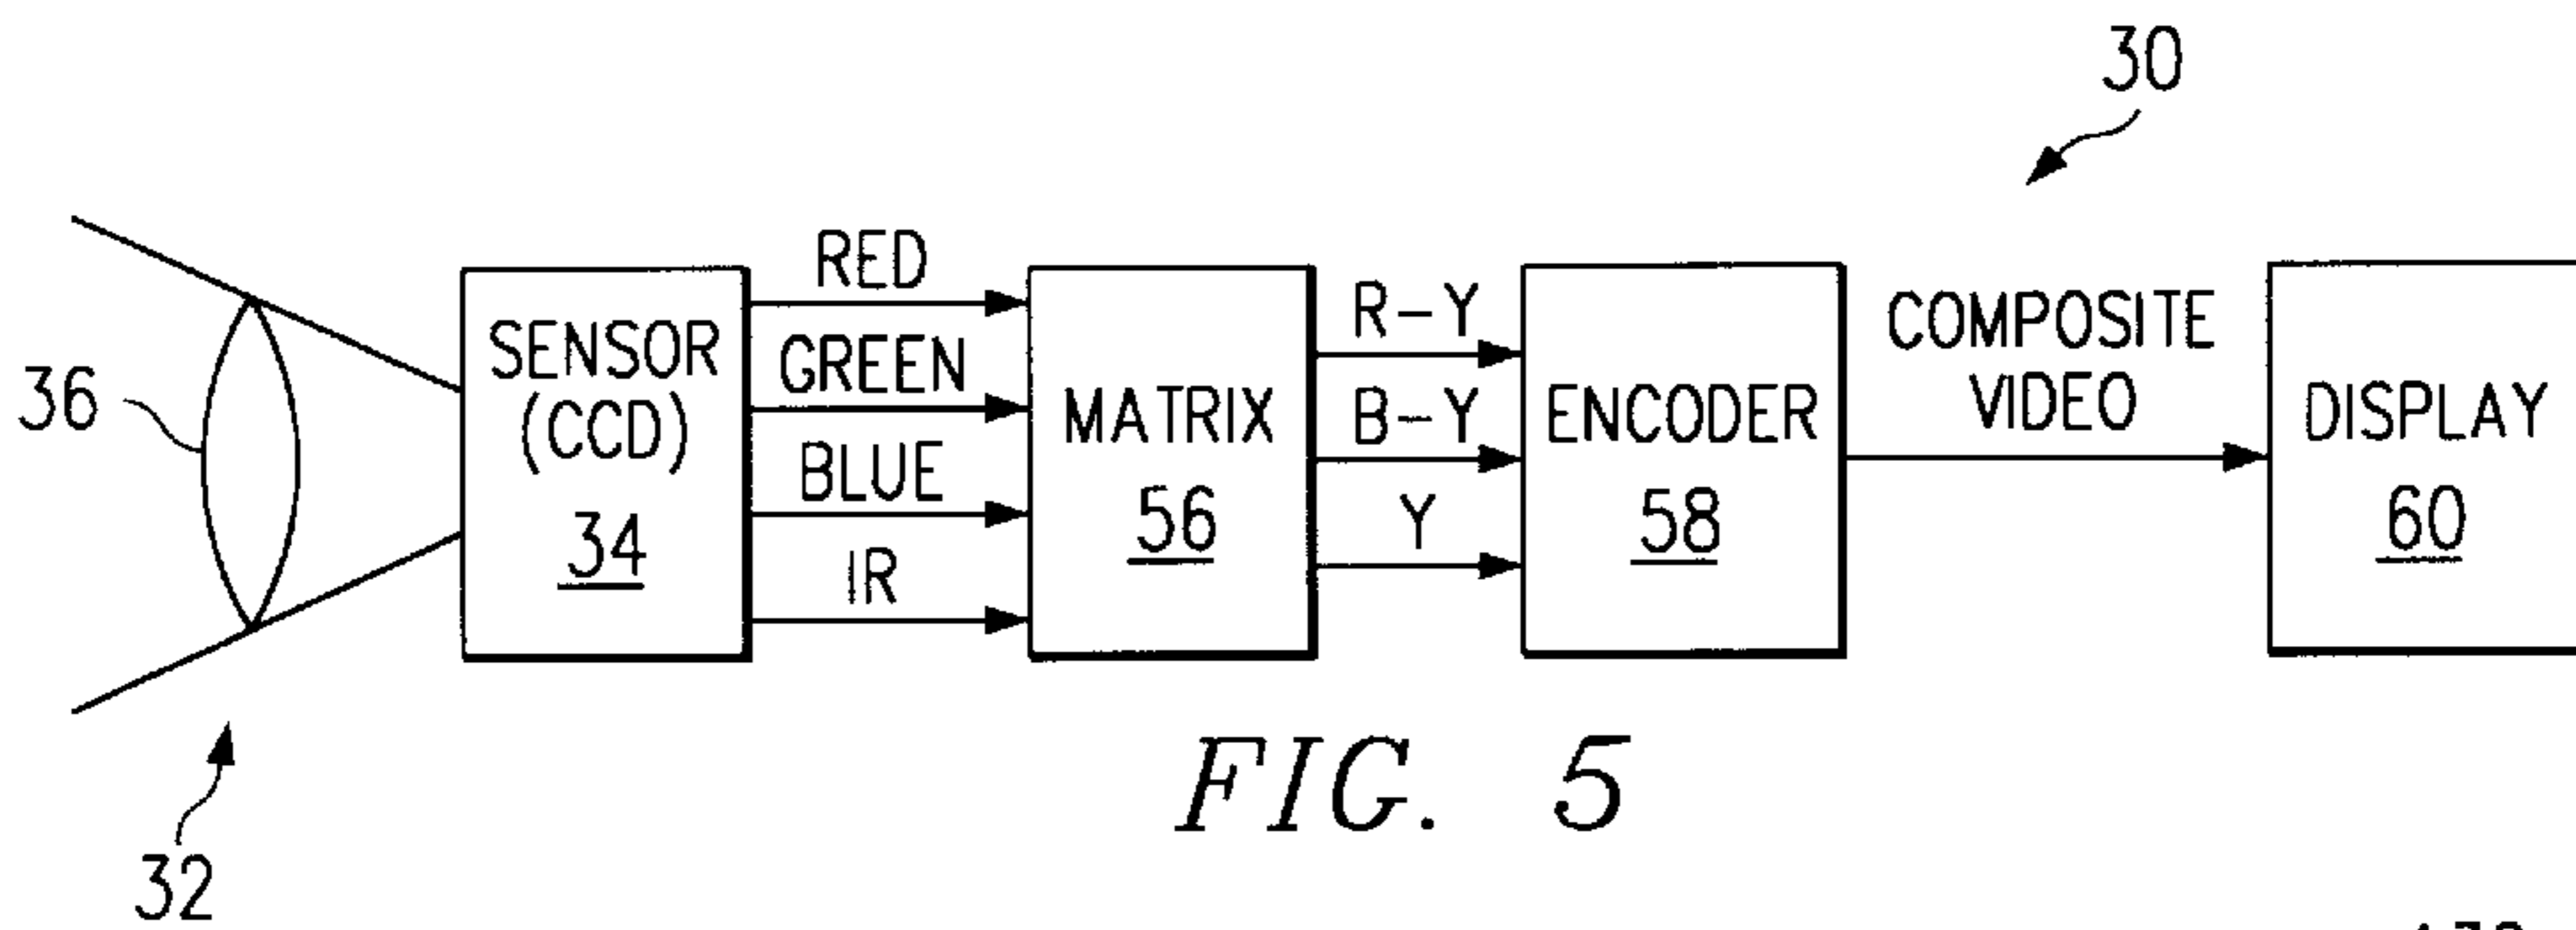 30
36
SENSOR
(CCD)
34
RED
GREEN
BLUE
IR
MATRIX
56
R-Y
B-Y
Y
ENCODER
58
COMPOSITE
VIDEO
DISPLAY
60
32
FIG. 5